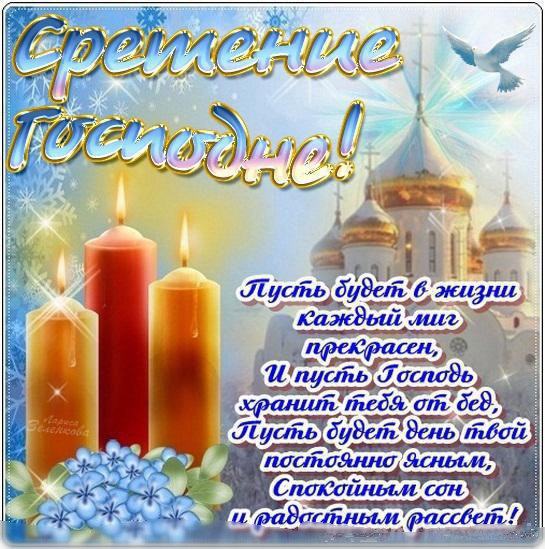 Сретение
Господне!
Пусть будет в жизни
каждый миг
прекрасен,
И пусть Господь
хранит тебя от бед,
Пусть будет день твой
постоянно ясным,
Спокойным сон
и радостным рассвет!
Лариса
Зеленкова